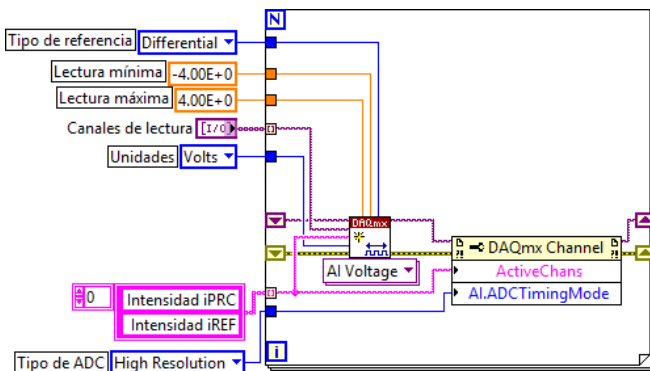 N
Tipo de referencia Differential
Lectura mínima -4.00E+0
Lectura máxima 4.00E+0
Canales de lectura [I/O]
Unidades Volts
DAQmx
AI Voltage
DAQmx Channel
ActiveChans
AI.ADCTimingMode
0 Intensidad iPRC
Intensidad iREF
i
Tipo de ADC High Resolution